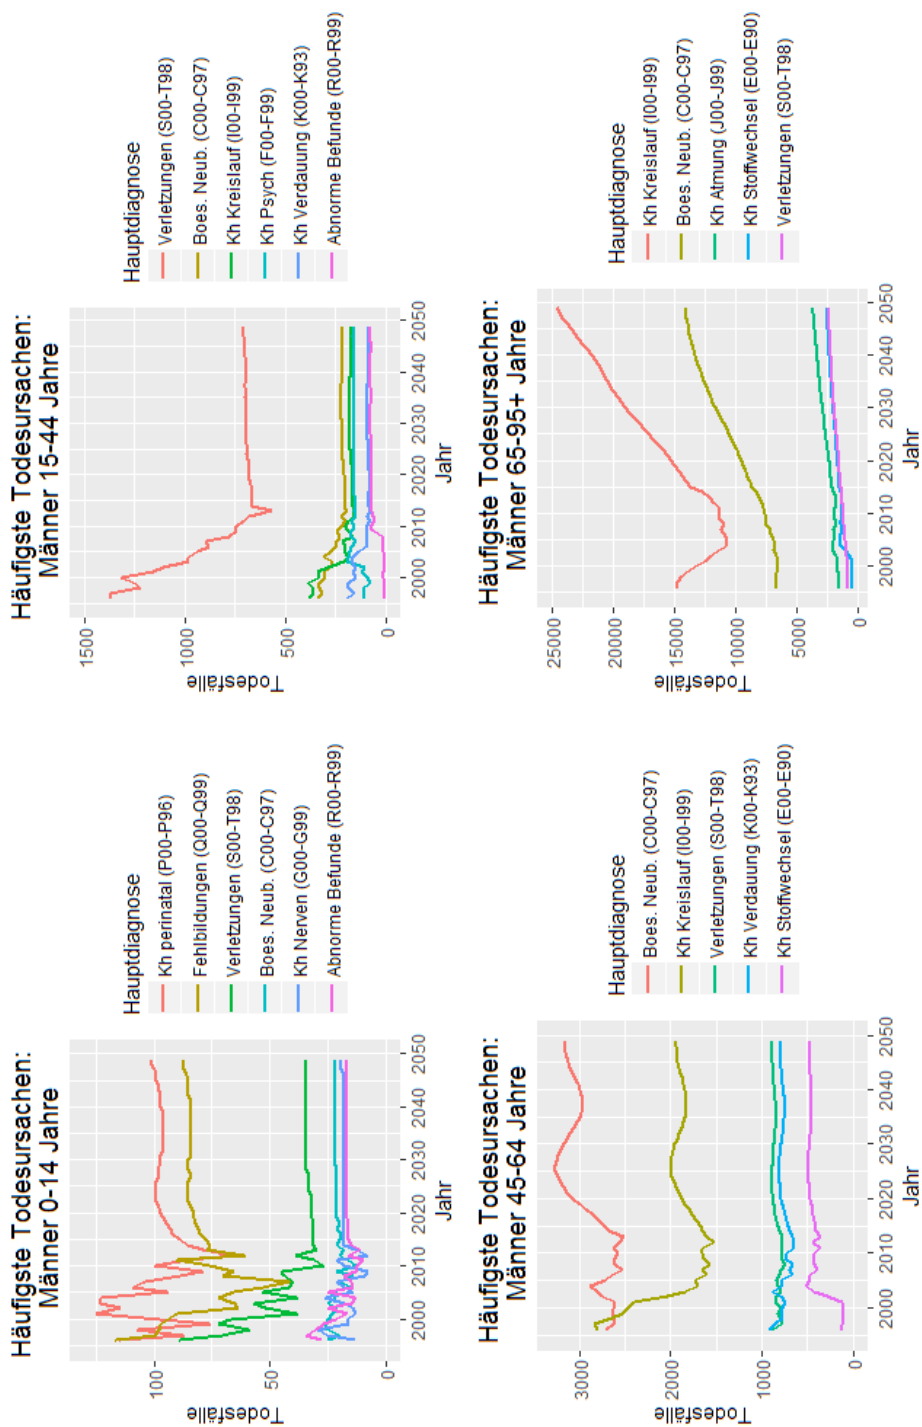 Häufigste Todesursachen:
Männer 0-14 Jahre
Todesfälle
100
50
0
2000
2010
2020
2030
2040
2050
Jahr
Hauptdiagnose
Kh perinatal (P00-P96)
Fehlbildungen (Q00-Q99)
Verletzungen (S00-T98)
Boes. Neub. (C00-C97)
Kh Nerven (G00-G99)
Abnorme Befunde (R00-R99)
Häufigste Todesursachen:
Männer 15-44 Jahre
Todesfälle
1500
1000
500
0
2000
2010
2020
2030
2040
2050
Jahr
Hauptdiagnose
Verletzungen (S00-T98)
Boes. Neub. (C00-C97)
Kh Kreislauf (I00-I99)
Kh Psych (F00-F99)
Kh Verdauung (K00-K93)
Abnorme Befunde (R00-R99)
Häufigste Todesursachen:
Männer 45-64 Jahre
Todesfälle
3000
2000
1000
0
2000
2010
2020
2030
2040
2050
Jahr
Hauptdiagnose
Boes. Neub. (C00-C97)
Kh Kreislauf (I00-I99)
Verletzungen (S00-T98)
Kh Verdauung (K00-K93)
Kh Stoffwechsel (E00-E90)
Häufigste Todesursachen:
Männer 65-95+ Jahre
Todesfälle
25000
20000
15000
10000
5000
0
2000
2010
2020
2030
2040
2050
Jahr
Hauptdiagnose
Kh Kreislauf (I00-I99)
Boes. Neub. (C00-C97)
Kh Atmung (J00-J99)
Kh Stoffwechsel (E00-E90)
Verletzungen (S00-T98)